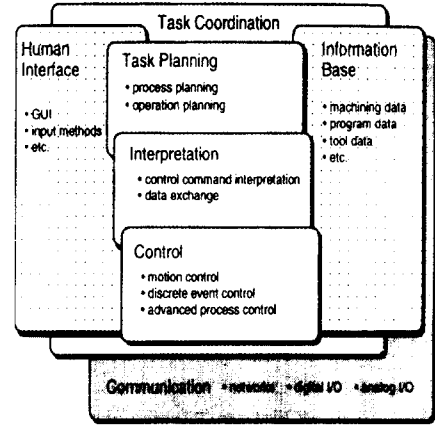 Task Coordination
Human
Interface
• GUI
• input methods
• etc.
Task Planning
• process planning
• operation planning
Information
Base
• machining data
• program data
• tool data
• etc.
Interpretation
• control command interpretation
• data exchange
Control
• motion control
• discrete event control
• advanced process control
Communication • networks • digital I/O • analog I/O